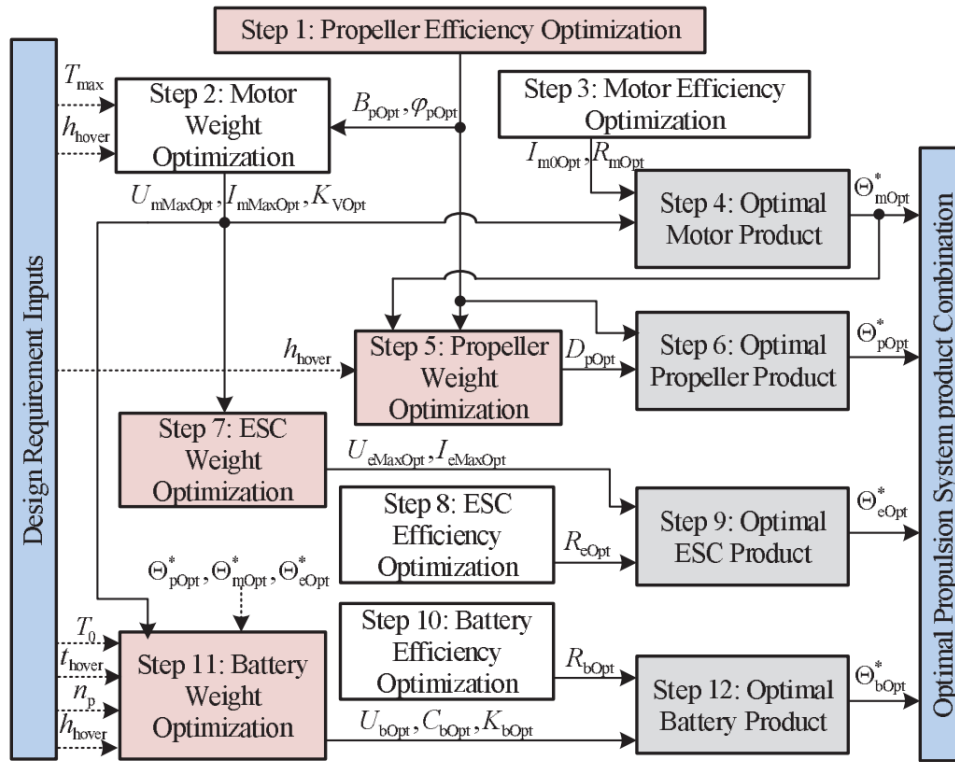 Step 1: Propeller Efficiency Optimization
Design Requirement Inputs
T_max
h_hover
Step 2: Motor
Weight
Optimization
B_pOpt, φ_pOpt
Step 3: Motor Efficiency
Optimization
I_m0Opt, R_mOpt
U_mMaxOpt, I_mMaxOpt, K_VOpt
Step 4: Optimal
Motor Product
Θ*_mOpt
h_hover
Step 5: Propeller
Weight
Optimization
D_pOpt
Step 6: Optimal
Propeller Product
Θ*_pOpt
Step 7: ESC
Weight
Optimization
U_eMaxOpt, I_eMaxOpt
Step 8: ESC
Efficiency
Optimization
R_eOpt
Step 9: Optimal
ESC Product
Θ*_eOpt
Θ*_pOpt, Θ*_mOpt, Θ*_eOpt
T_0
t_hover
n_p
h_hover
Step 11: Battery
Weight
Optimization
Step 10: Battery
Efficiency
Optimization
R_bOpt
U_bOpt, C_bOpt, K_bOpt
Step 12: Optimal
Battery Product
Θ*_bOpt
Optimal Propulsion System product Combination